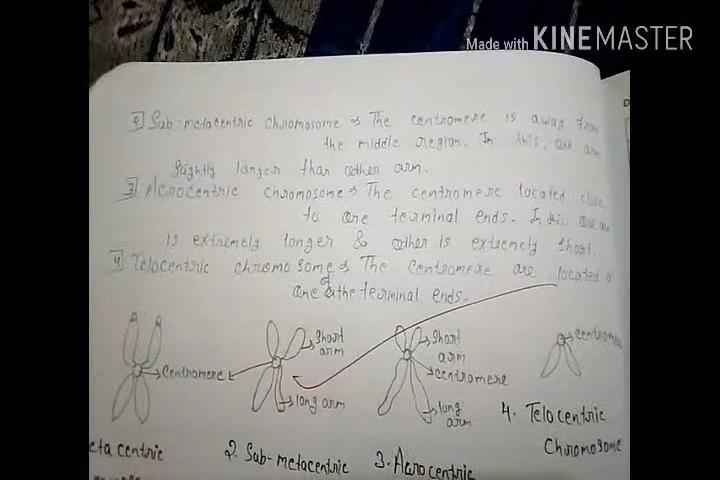 Made with KINEMASTER
2] Sub-metacentric chromosome → The centromere is away from
the middle region. In this, one arm
slightly longer than other arm.
3] Acrocentric chromosome → The centromere located close
to one terminal ends. In this one arm
is extremely longer & other is extremely short.
4] Telocentric chromosome → The centromere are located
one of the terminal ends.
short arm
→ centromere
long arm
short arm
→ centromere
long arm
→ centromere
eta centric
2. Sub-metacentric
3. Acrocentric
4. Telocentric
Chromosome